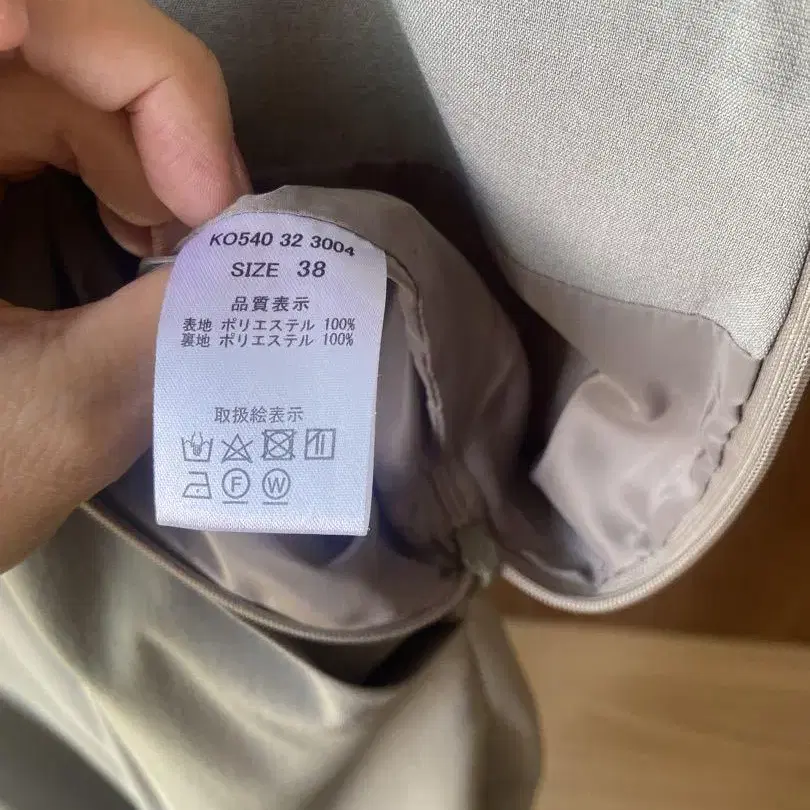 KO540 32 3004
SIZE 38
品質表示
表地 ポリエステル 100%
裏地 ポリエステル 100%
取扱絵表示
F W